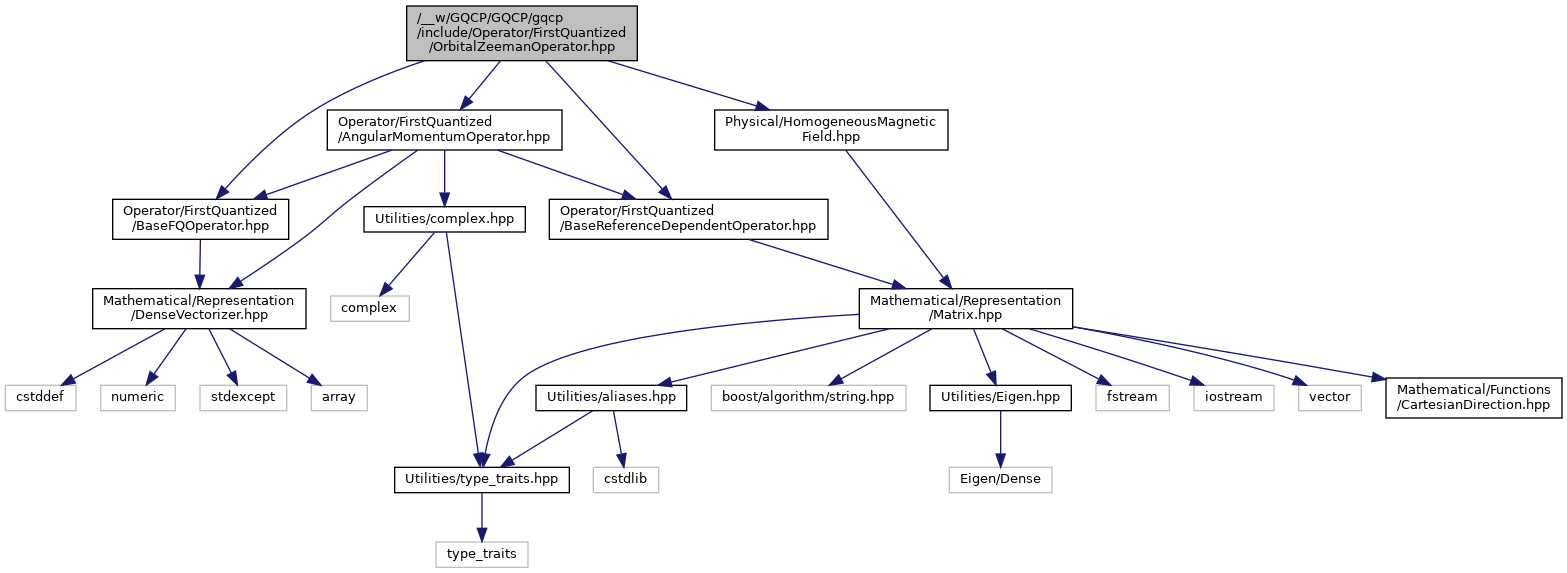 /__w/GQCP/GQCP/gqcp
/include/Operator/FirstQuantized
/OrbitalZeemanOperator.hpp
Operator/FirstQuantized
/AngularMomentumOperator.hpp
Physical/HomogeneousMagnetic
Field.hpp
Operator/FirstQuantized
/BaseFQOperator.hpp
Utilities/complex.hpp
Operator/FirstQuantized
/BaseReferenceDependentOperator.hpp
Mathematical/Representation
/DenseVectorizer.hpp
complex
Mathematical/Representation
/Matrix.hpp
cstddef
numeric
stdexcept
array
Utilities/aliases.hpp
boost/algorithm/string.hpp
Utilities/Eigen.hpp
fstream
iostream
vector
Mathematical/Functions
/CartesianDirection.hpp
Utilities/type_traits.hpp
cstdlib
Eigen/Dense
type_traits